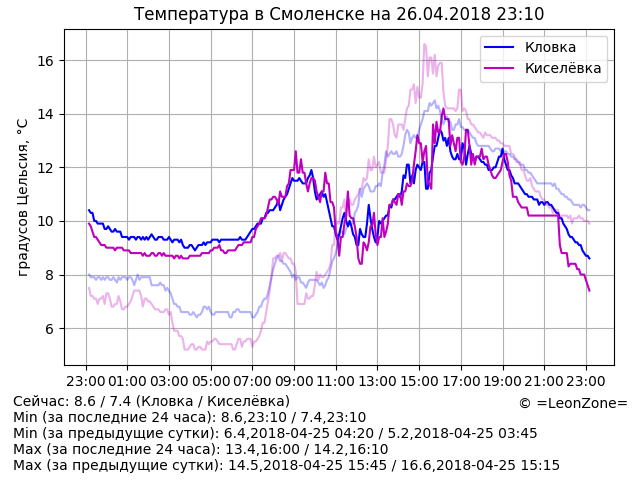 Температура в Смоленске на 26.04.2018 23:10
градусов Цельсия, °C
16
14
12
10
8
6
Кловка
Киселёвка
23:00 01:00 03:00 05:00 07:00 09:00 11:00 13:00 15:00 17:00 19:00 21:00 23:00
Сейчас: 8.6 / 7.4 (Кловка / Киселёвка)
© =LeonZone=
Min (за последние 24 часа): 8.6,23:10 / 7.4,23:10
Min (за предыдущие сутки): 6.4,2018-04-25 04:20 / 5.2,2018-04-25 03:45
Max (за последние 24 часа): 13.4,16:00 / 14.2,16:10
Max (за предыдущие сутки): 14.5,2018-04-25 15:45 / 16.6,2018-04-25 15:15